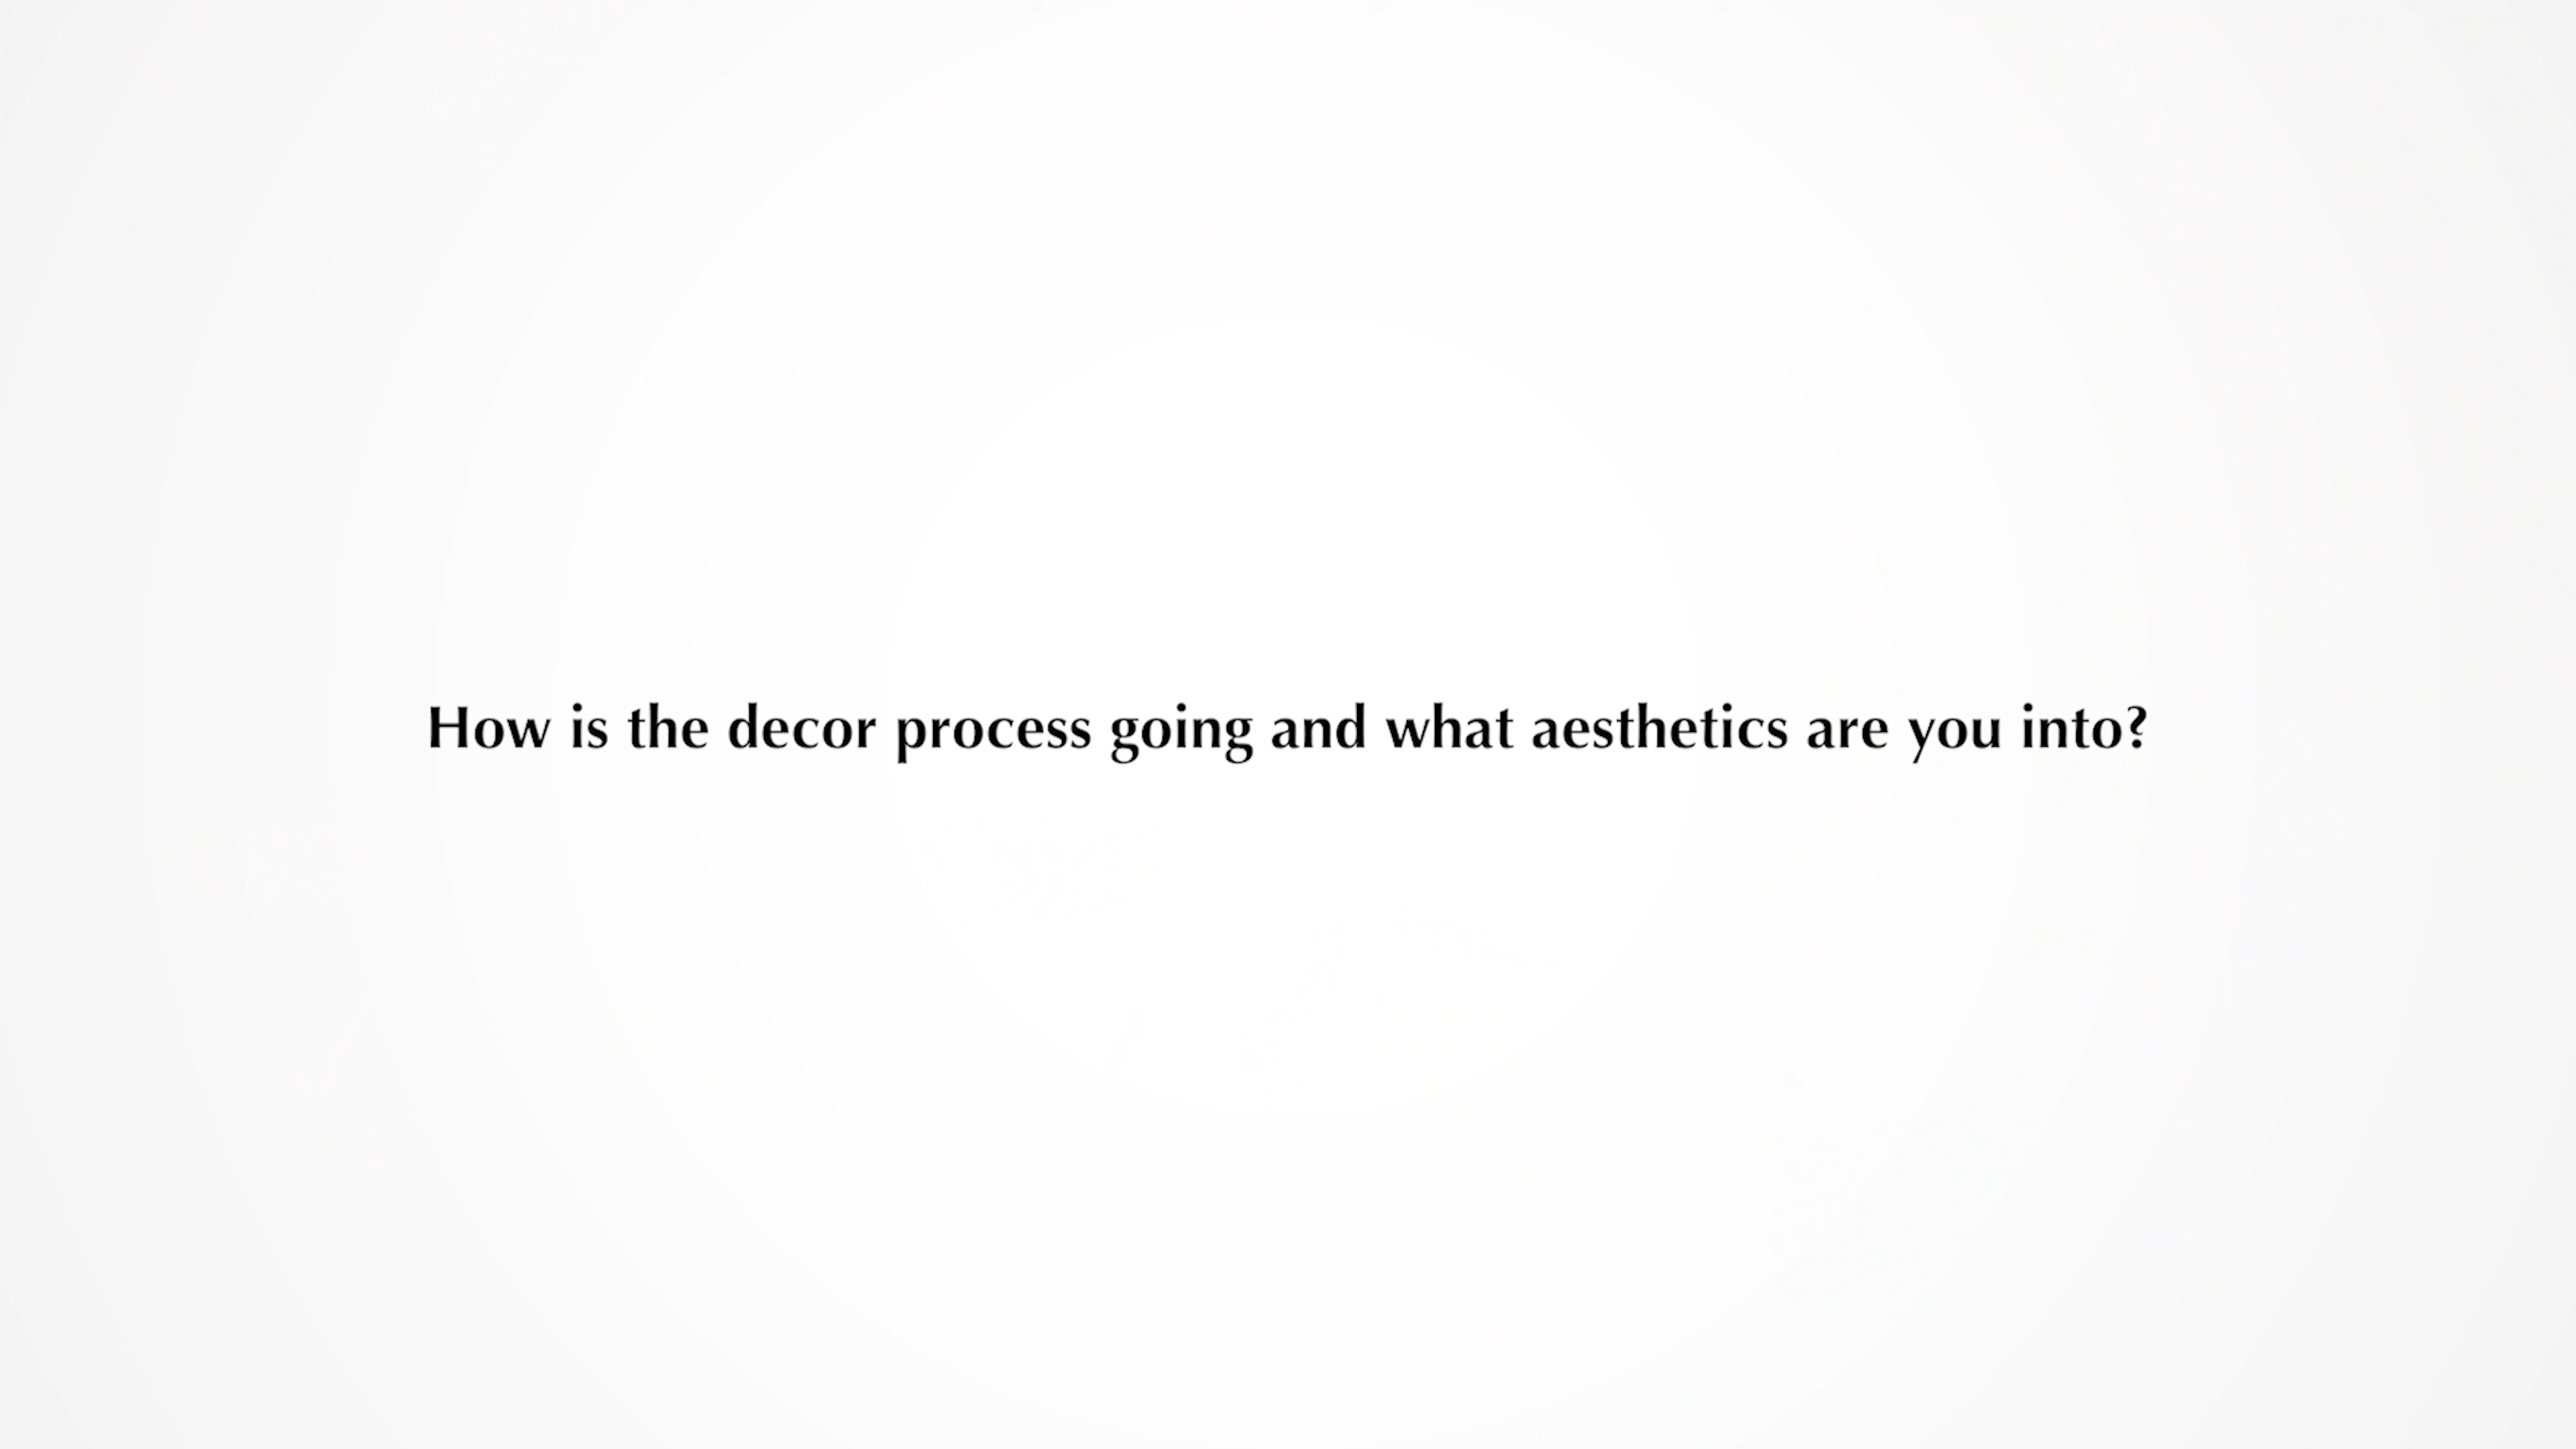 How is the decor process going and what aesthetics are you into?